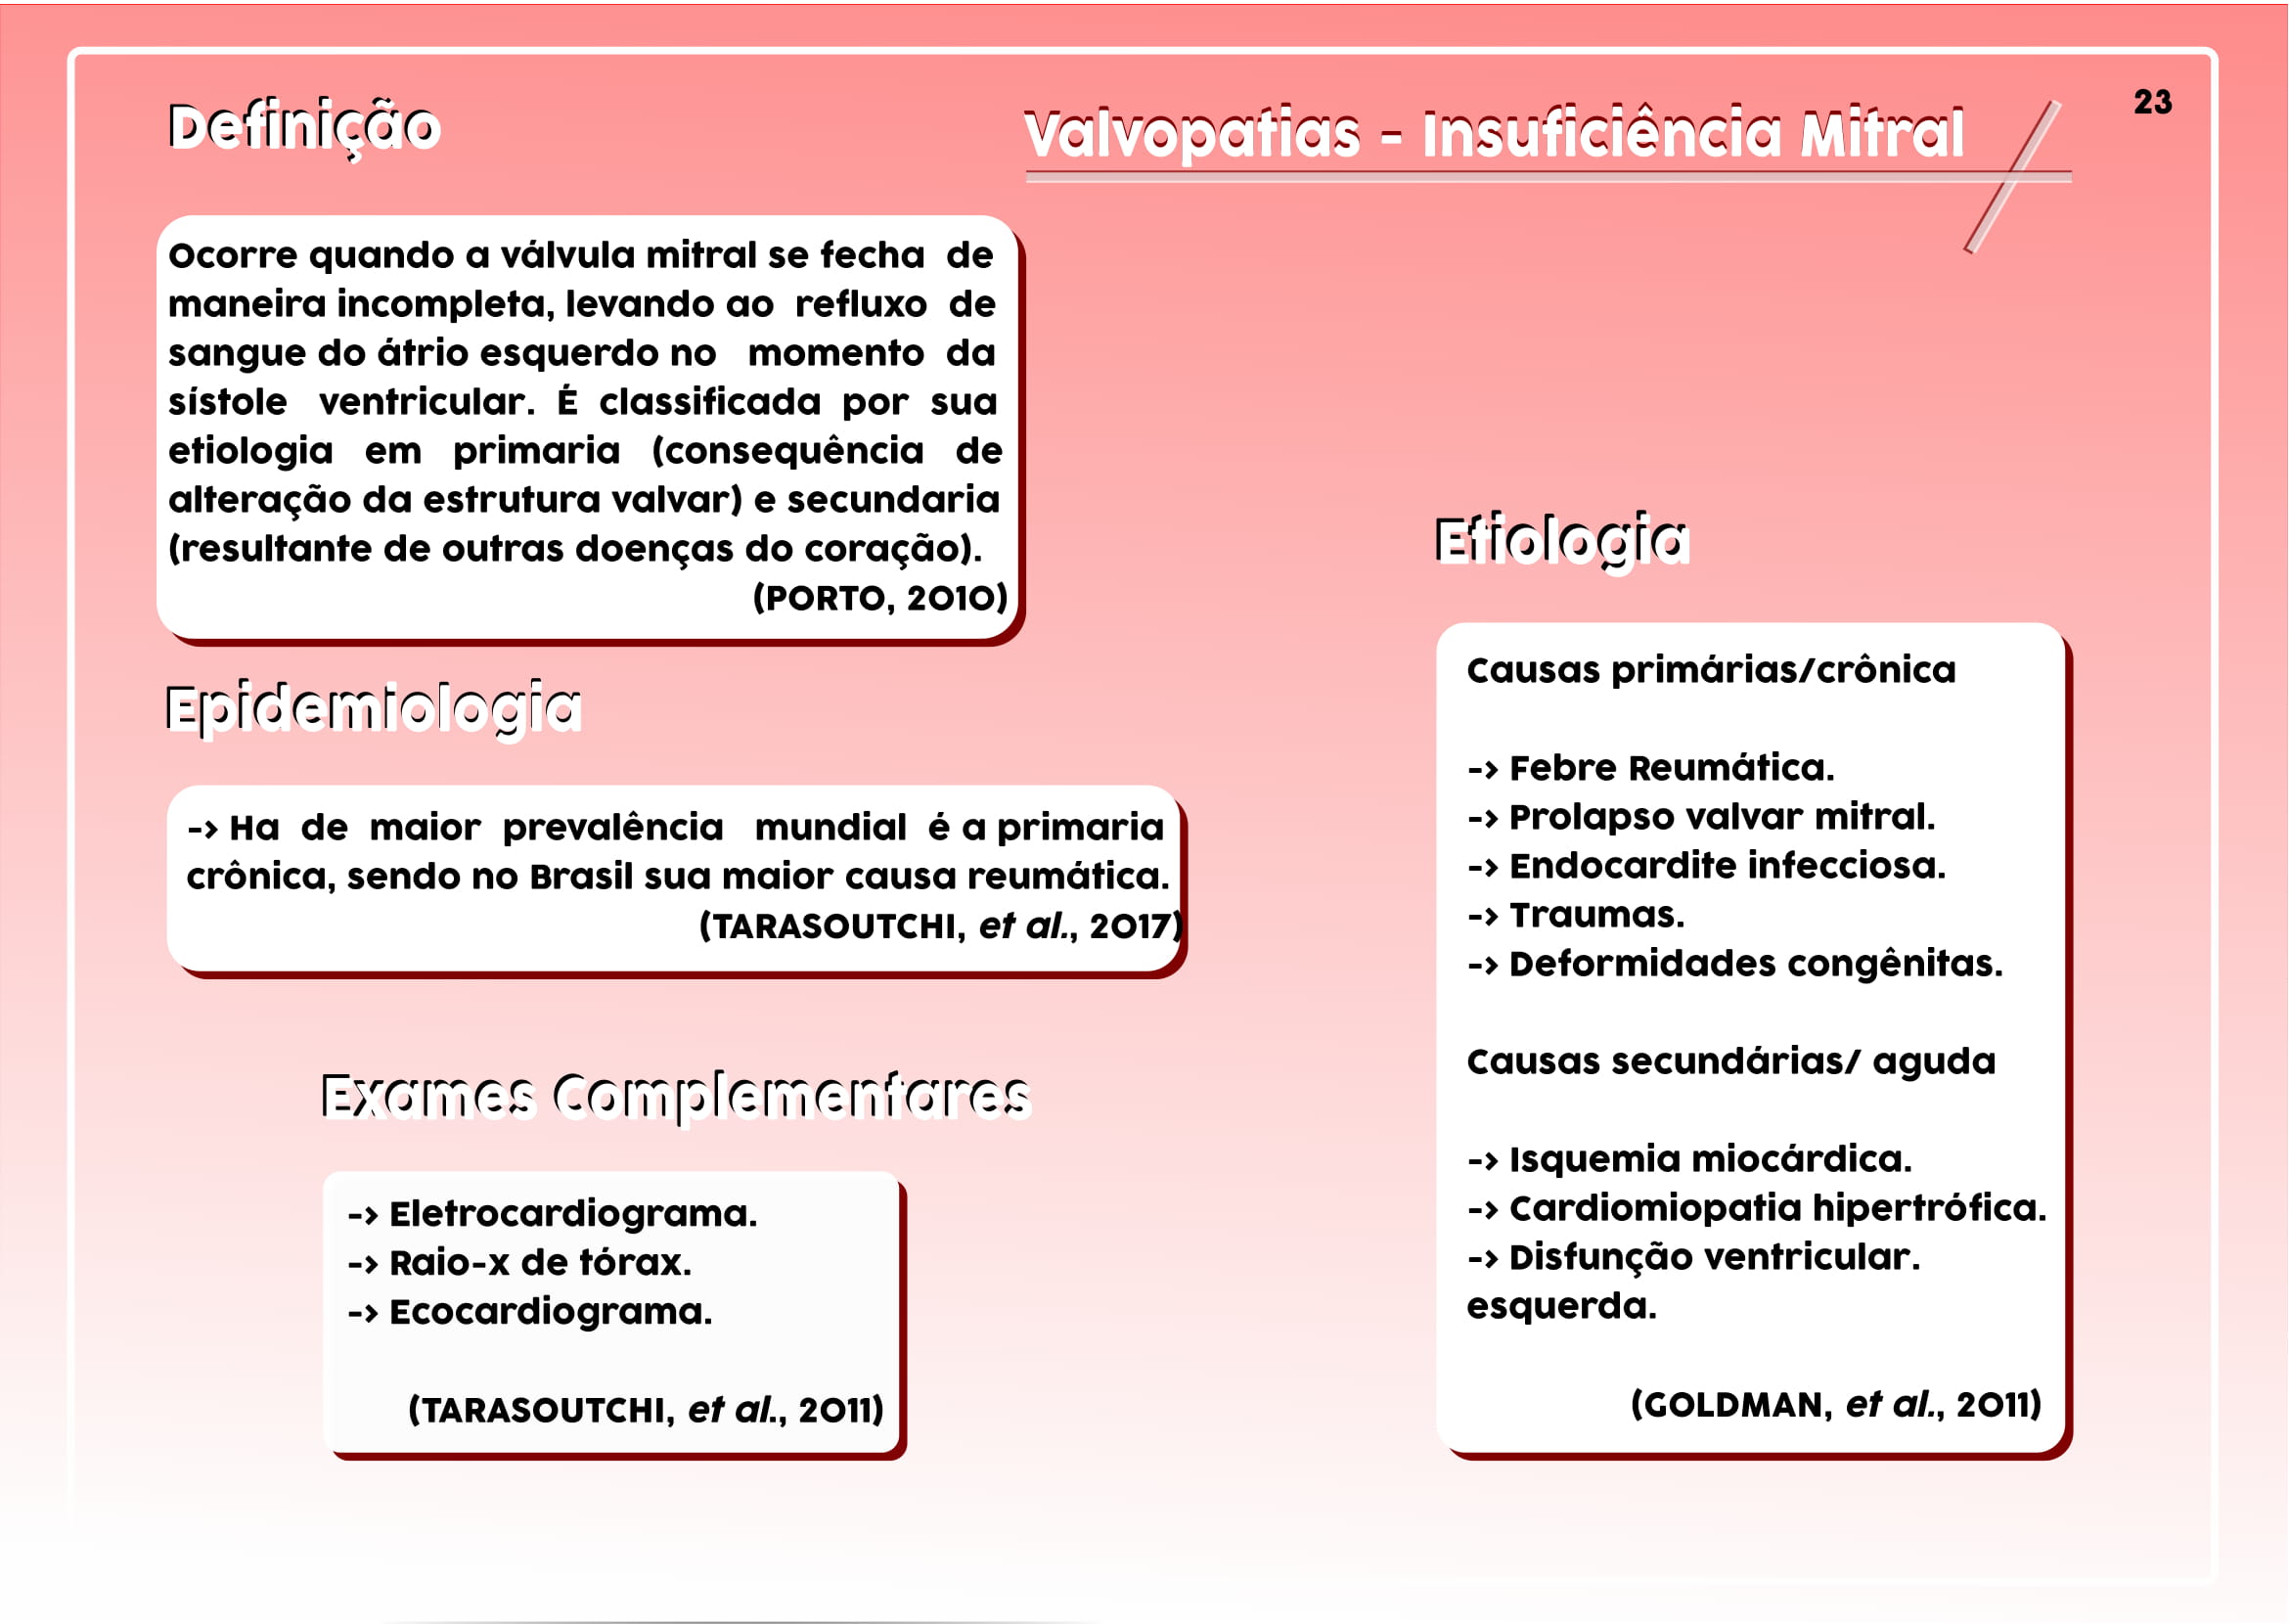 23
Valvopatias - Insuficiência Mitral
Definição
Ocorre quando a válvula mitral se fecha de
maneira incompleta, levando ao refluxo de
sangue do átrio esquerdo no momento da
sístole ventricular. É classificada por sua
etiologia em primaria (consequência de
alteração da estrutura valvar) e secundaria
(resultante de outras doenças do coração).
(PORTO, 2010)
Epidemiologia
-> Ha de maior prevalência mundial é a primaria
crônica, sendo no Brasil sua maior causa reumática.
(TARASOUTCHI, et al., 2017)
Exames Complementares
-> Eletrocardiograma.
-> Raio-x de tórax.
-> Ecocardiograma.
(TARASOUTCHI, et al., 2011)
Etiologia
Causas primárias/crônica
-> Febre Reumática.
-> Prolapso valvar mitral.
-> Endocardite infecciosa.
-> Traumas.
-> Deformidades congênitas.
Causas secundárias/ aguda
-> Isquemia miocárdica.
-> Cardiomiopatia hipertrófica.
-> Disfunção ventricular.
esquerda.
(GOLDMAN, et al., 2011)